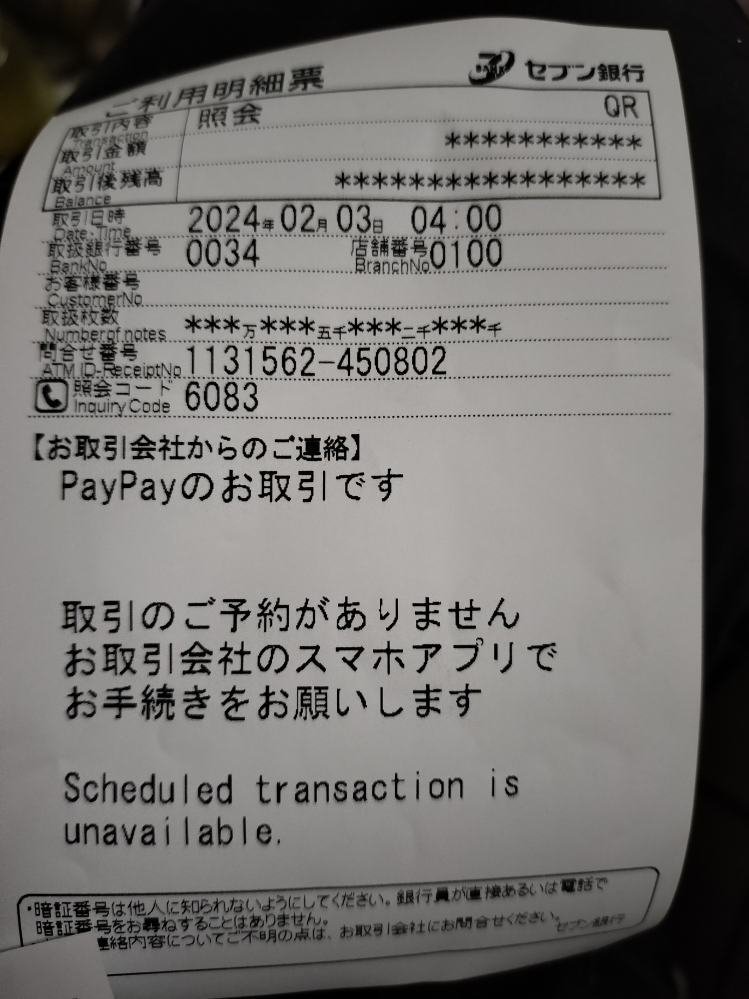 ご利用明細票 セブン銀行
取引内容 照会 QR
Transaction
取引金額 ***********
Amount
取引後残高 *****************
Balance
取引日時 2024年02月03日 04:00
Date・Time
取扱銀行番号 0034 店舗番号 0100
BankNo BranchNo
お客様番号
CustomerNo
取扱枚数 ***万***五千***二千***千
Number of notes
問合せ番号 1131562-450802
ATM ID-ReceiptNo
照会コード 6083
Inquiry Code
【お取引会社からのご連絡】
PayPayのお取引です
取引のご予約がありません
お取引会社のスマホアプリで
お手続きをお願いします
Scheduled transaction is
unavailable.
・暗証番号は他人に知られないようにしてください。銀行員が直接あるいは電話で
暗証番号をお尋ねすることはありません。
連絡内容についてご不明の点は、お取引会社にお問合せください。 セブン銀行